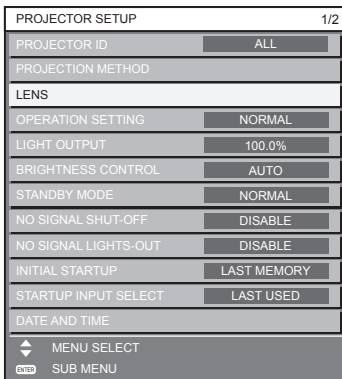 PROJECTOR SETUP 1/2
PROJECTOR ID ALL
PROJECTION METHOD
LENS
OPERATION SETTING NORMAL
LIGHT OUTPUT 100.0%
BRIGHTNESS CONTROL AUTO
STANDBY MODE NORMAL
NO SIGNAL SHUT-OFF DISABLE
NO SIGNAL LIGHTS-OUT DISABLE
INITIAL STARTUP LAST MEMORY
STARTUP INPUT SELECT LAST USED
DATE AND TIME
MENU SELECT
ENTER SUB MENU